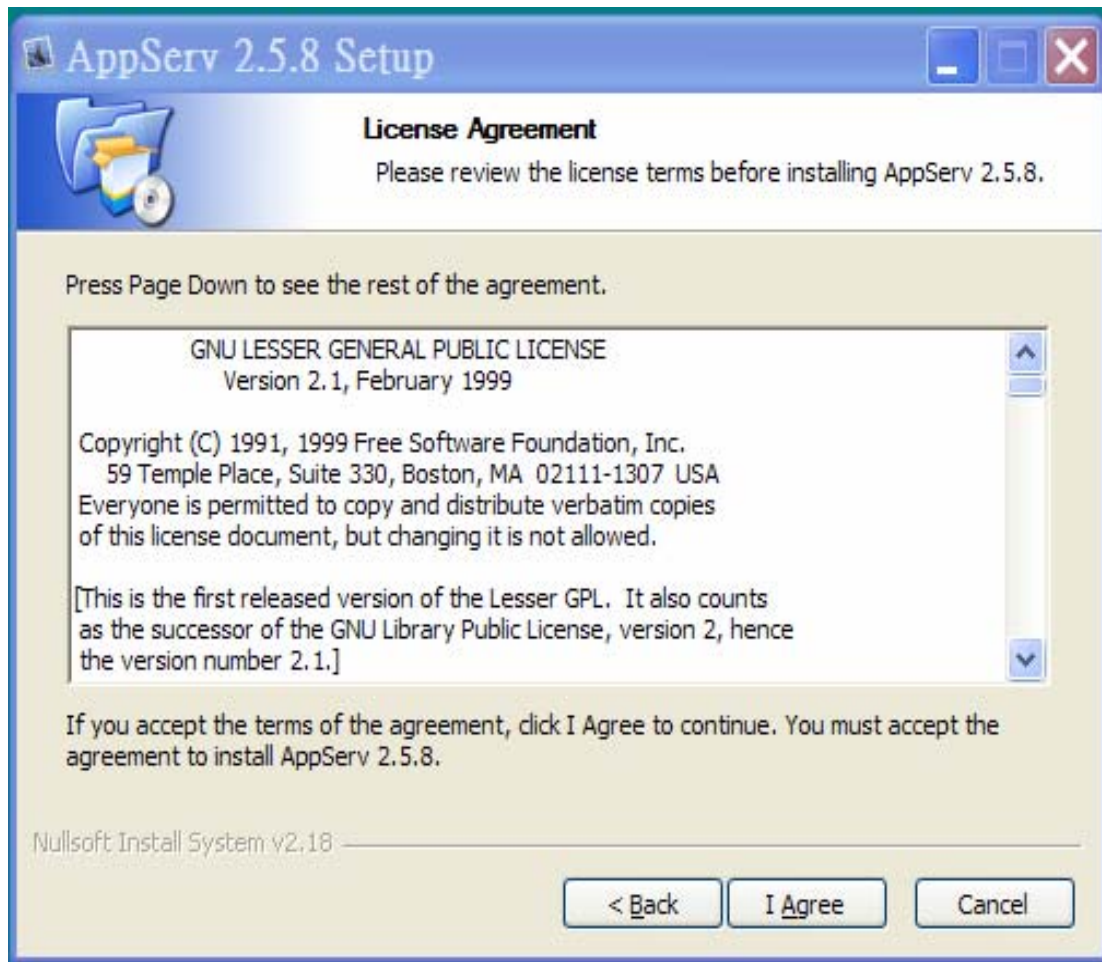 AppServ 2.5.8 Setup
License Agreement
Please review the license terms before installing AppServ 2.5.8.
Press Page Down to see the rest of the agreement.
GNU LESSER GENERAL PUBLIC LICENSE
Version 2.1, February 1999
Copyright (C) 1991, 1999 Free Software Foundation, Inc.
59 Temple Place, Suite 330, Boston, MA 02111-1307 USA
Everyone is permitted to copy and distribute verbatim copies
of this license document, but changing it is not allowed.
[This is the first released version of the Lesser GPL. It also counts
as the successor of the GNU Library Public License, version 2, hence
the version number 2.1.]
If you accept the terms of the agreement, click I Agree to continue. You must accept the
agreement to install AppServ 2.5.8.
Nullsoft Install System v2.18
< Back
I Agree
Cancel